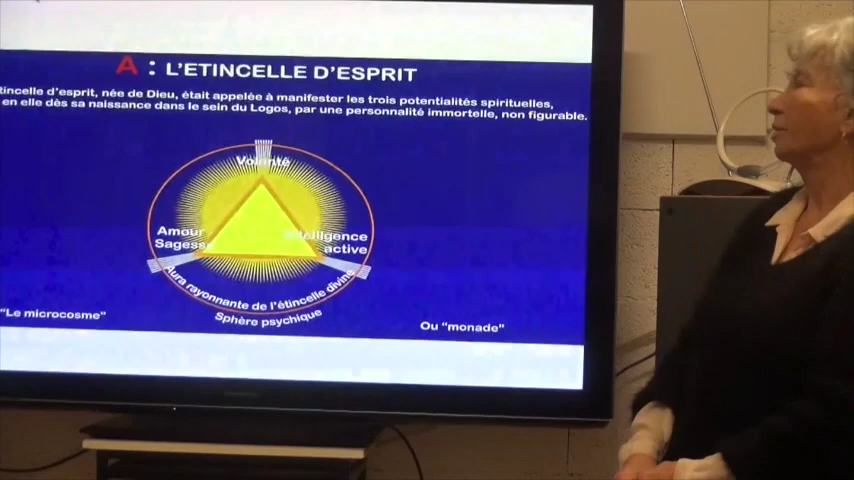 A : L'ETINCELLE D'ESPRIT
tincelle d'esprit, née de Dieu, était appelée à manifester les trois potentialités spirituelles,
en elle dès sa naissance dans le sein du Logos, par une personnalité immortelle, non figurable.
Volonté
Amour
Sagesse
Intelligence
active
Aura rayonnante de l'étincelle divine
Sphère psychique
"Le microcosme"
Ou "monade"